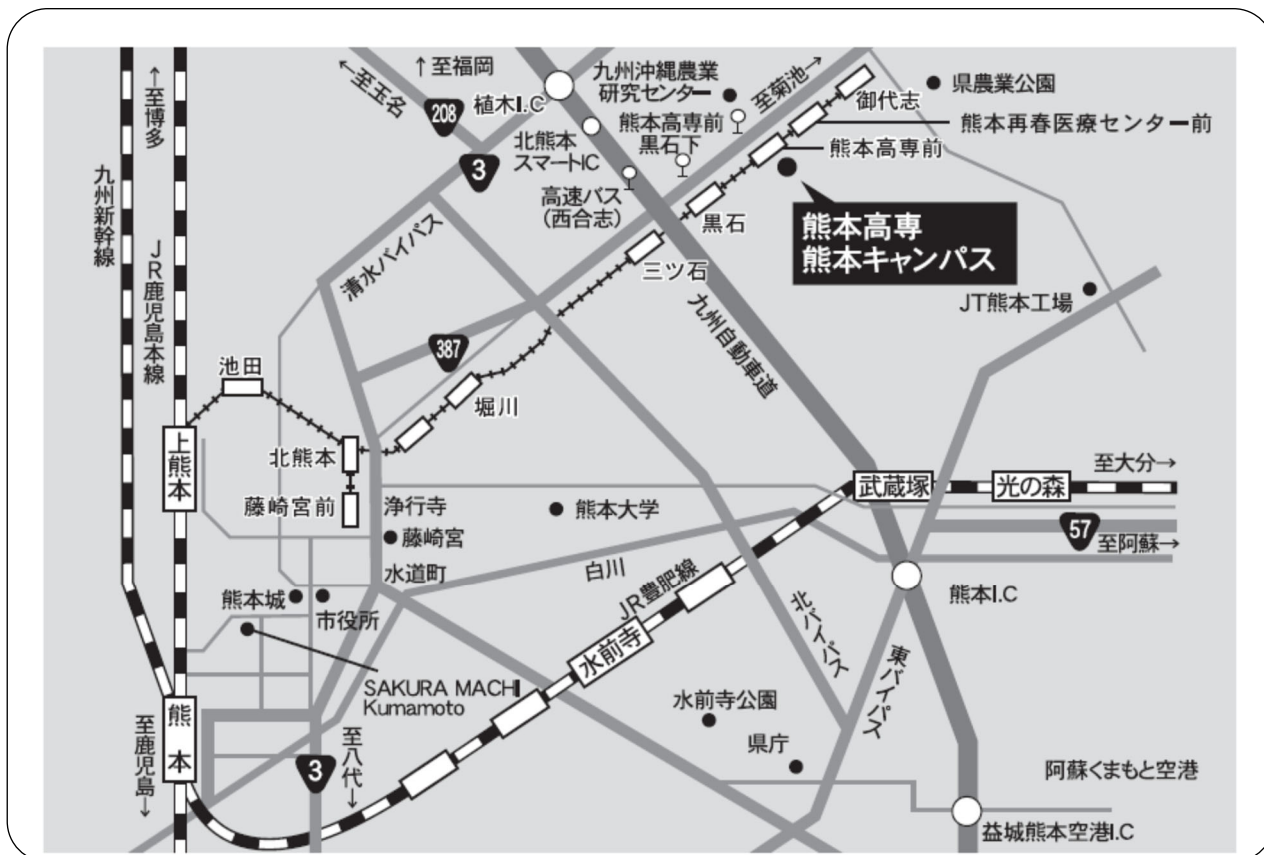 ↑至福岡
←至玉名
208
植木I.C
3
九州沖縄農業
研究センター
至菊池→
御代志
県農業公園
北熊本
スマートIC
熊本高専前
黒石下
熊本再春医療センター前
熊本高専前
高速バス
(西合志)
黒石
熊本高専
熊本キャンパス
三ツ石
←至博多
九州新幹線
JR鹿児島本線
清水バイパス
九州自動車道
JT熊本工場
387
池田
堀川
上熊本
北熊本
藤崎宮前
浄行寺
藤崎宮
水道町
熊本大学
武蔵塚
光の森
至大分→
57
至阿蘇→
白川
JR豊肥線
熊本I.C
熊本城
市役所
北バイパス
東バイパス
水前寺
SAKURA MACHI
Kumamoto
水前寺公園
県庁
熊本
至鹿児島→
3
至八代→
阿蘇くまもと空港
益城熊本空港I.C